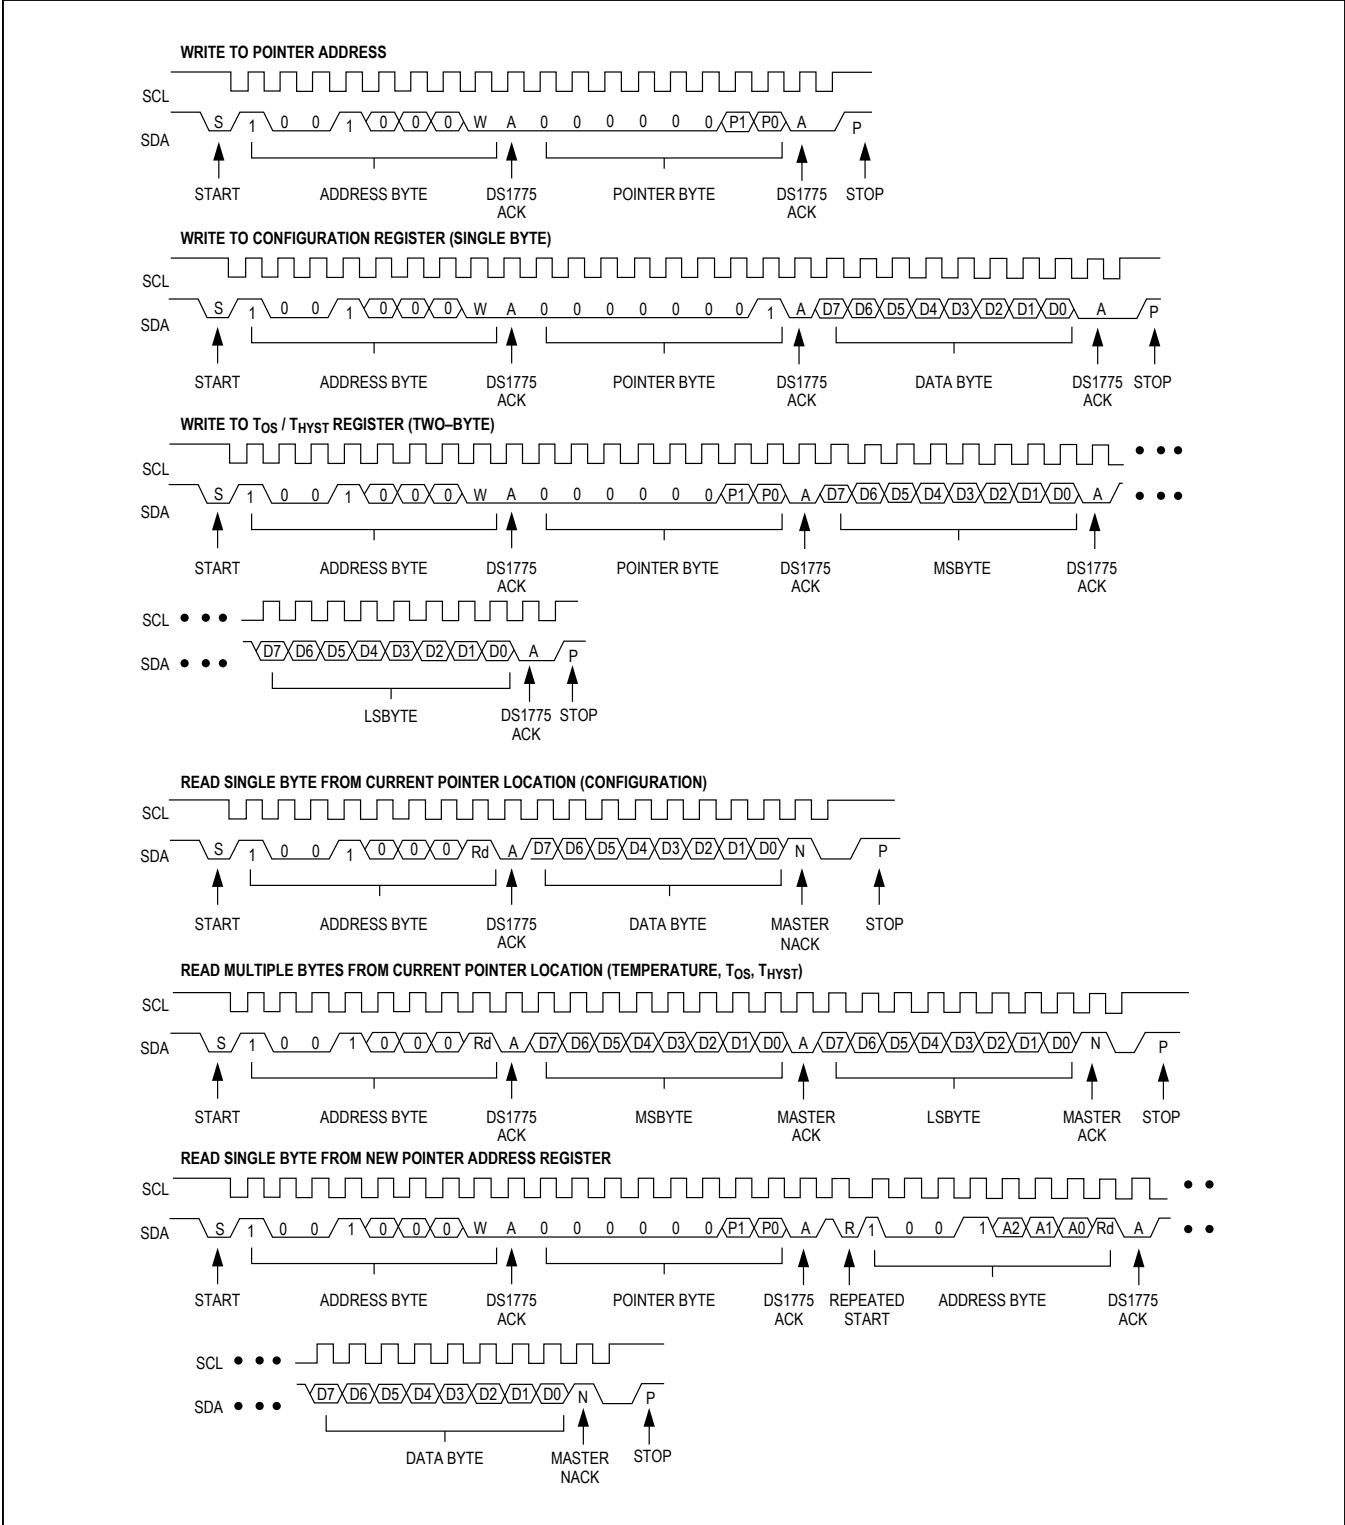 WRITE TO POINTER ADDRESS
SCL
SDA S 1 0 0 1 0 0 0 W A 0 0 0 0 0 0 P1 P0 A P
START ADDRESS BYTE DS1775 ACK POINTER BYTE DS1775 ACK STOP
WRITE TO CONFIGURATION REGISTER (SINGLE BYTE)
SCL
SDA S 1 0 0 1 0 0 0 W A 0 0 0 0 0 0 0 1 A D7 D6 D5 D4 D3 D2 D1 D0 A P
START ADDRESS BYTE DS1775 ACK POINTER BYTE DS1775 ACK DATA BYTE DS1775 ACK STOP
WRITE TO TOS / THYST REGISTER (TWO–BYTE)
SCL
SDA S 1 0 0 1 0 0 0 W A 0 0 0 0 0 0 P1 P0 A D7 D6 D5 D4 D3 D2 D1 D0 A
START ADDRESS BYTE DS1775 ACK POINTER BYTE DS1775 ACK MSBYTE DS1775 ACK
SCL
SDA D7 D6 D5 D4 D3 D2 D1 D0 A P
LSBYTE DS1775 ACK STOP
READ SINGLE BYTE FROM CURRENT POINTER LOCATION (CONFIGURATION)
SCL
SDA S 1 0 0 1 0 0 0 Rd A D7 D6 D5 D4 D3 D2 D1 D0 N P
START ADDRESS BYTE DS1775 ACK DATA BYTE MASTER NACK STOP
READ MULTIPLE BYTES FROM CURRENT POINTER LOCATION (TEMPERATURE, TOS, THYST)
SCL
SDA S 1 0 0 1 0 0 0 Rd A D7 D6 D5 D4 D3 D2 D1 D0 A D7 D6 D5 D4 D3 D2 D1 D0 N P
START ADDRESS BYTE DS1775 ACK MSBYTE MASTER ACK LSBYTE MASTER ACK STOP
READ SINGLE BYTE FROM NEW POINTER ADDRESS REGISTER
SCL
SDA S 1 0 0 1 0 0 0 W A 0 0 0 0 0 0 P1 P0 A R 1 0 0 1 A2 A1 A0 Rd A
START ADDRESS BYTE DS1775 ACK POINTER BYTE DS1775 ACK REPEATED START ADDRESS BYTE DS1775 ACK
SCL
SDA D7 D6 D5 D4 D3 D2 D1 D0 N P
DATA BYTE MASTER NACK STOP